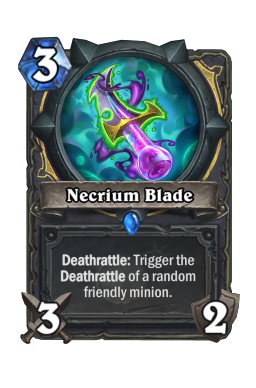 3
Necrium Blade
Deathrattle: Trigger the
Deathrattle of a random
friendly minion.
3 2